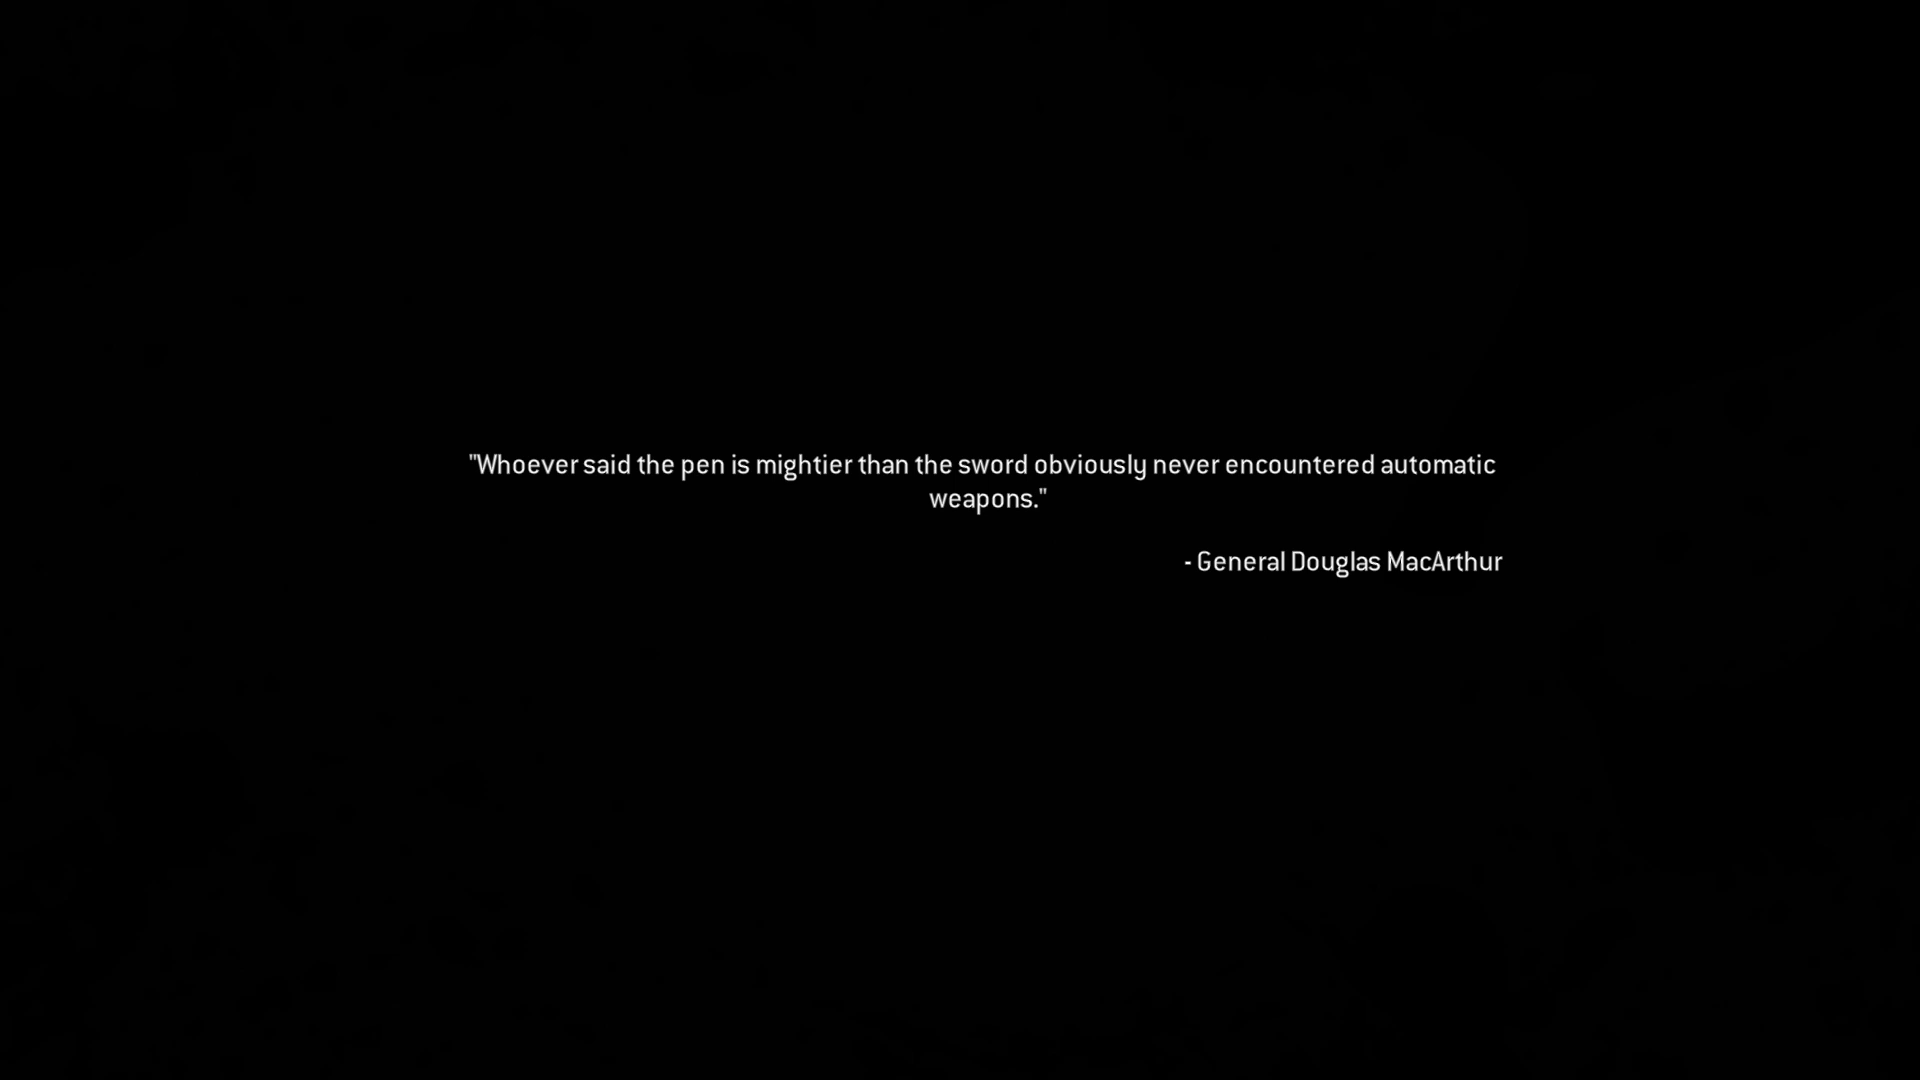 "Whoever said the pen is mightier than the sword obviously never encountered automatic
weapons."
- General Douglas MacArthur